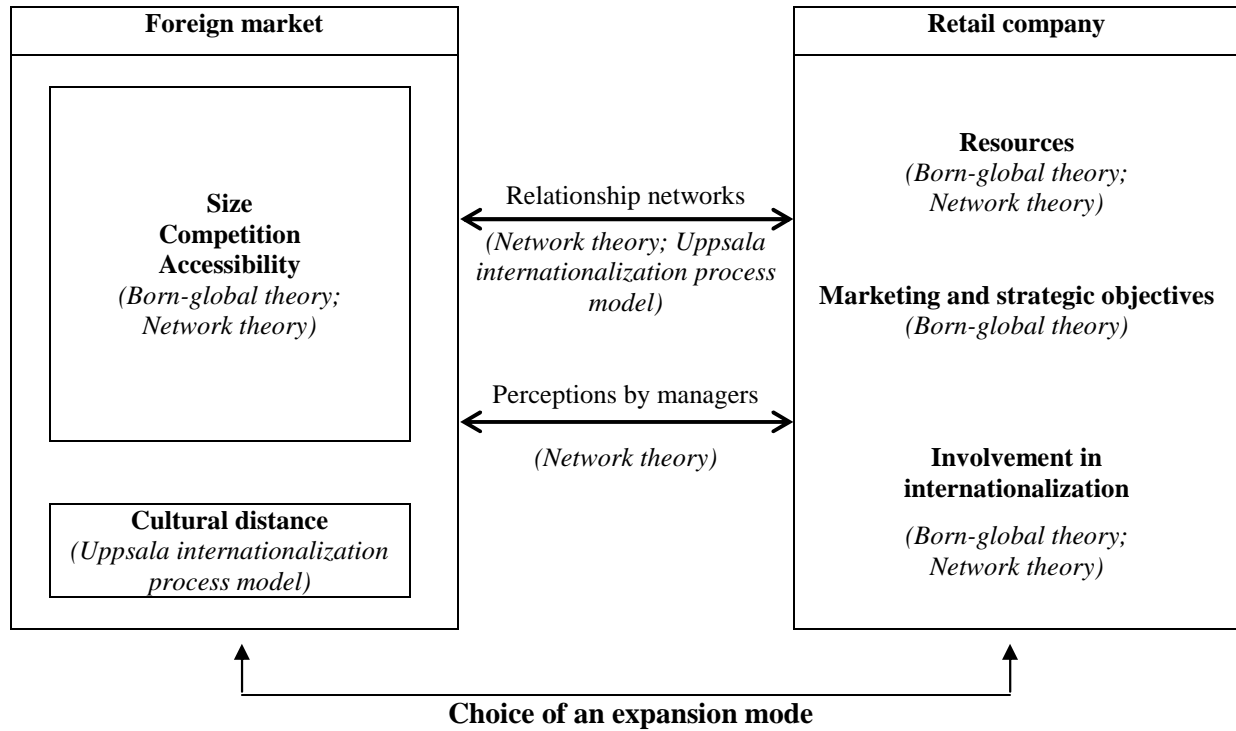 Foreign market
Size
Competition
Accessibility
(Born-global theory;
Network theory)
Cultural distance
(Uppsala internationalization
process model)
Relationship networks
(Network theory; Uppsala
internationalization process
model)
Perceptions by managers
(Network theory)
Retail company
Resources
(Born-global theory;
Network theory)
Marketing and strategic objectives
(Born-global theory)
Involvement in
internationalization
(Born-global theory;
Network theory)
Choice of an expansion mode